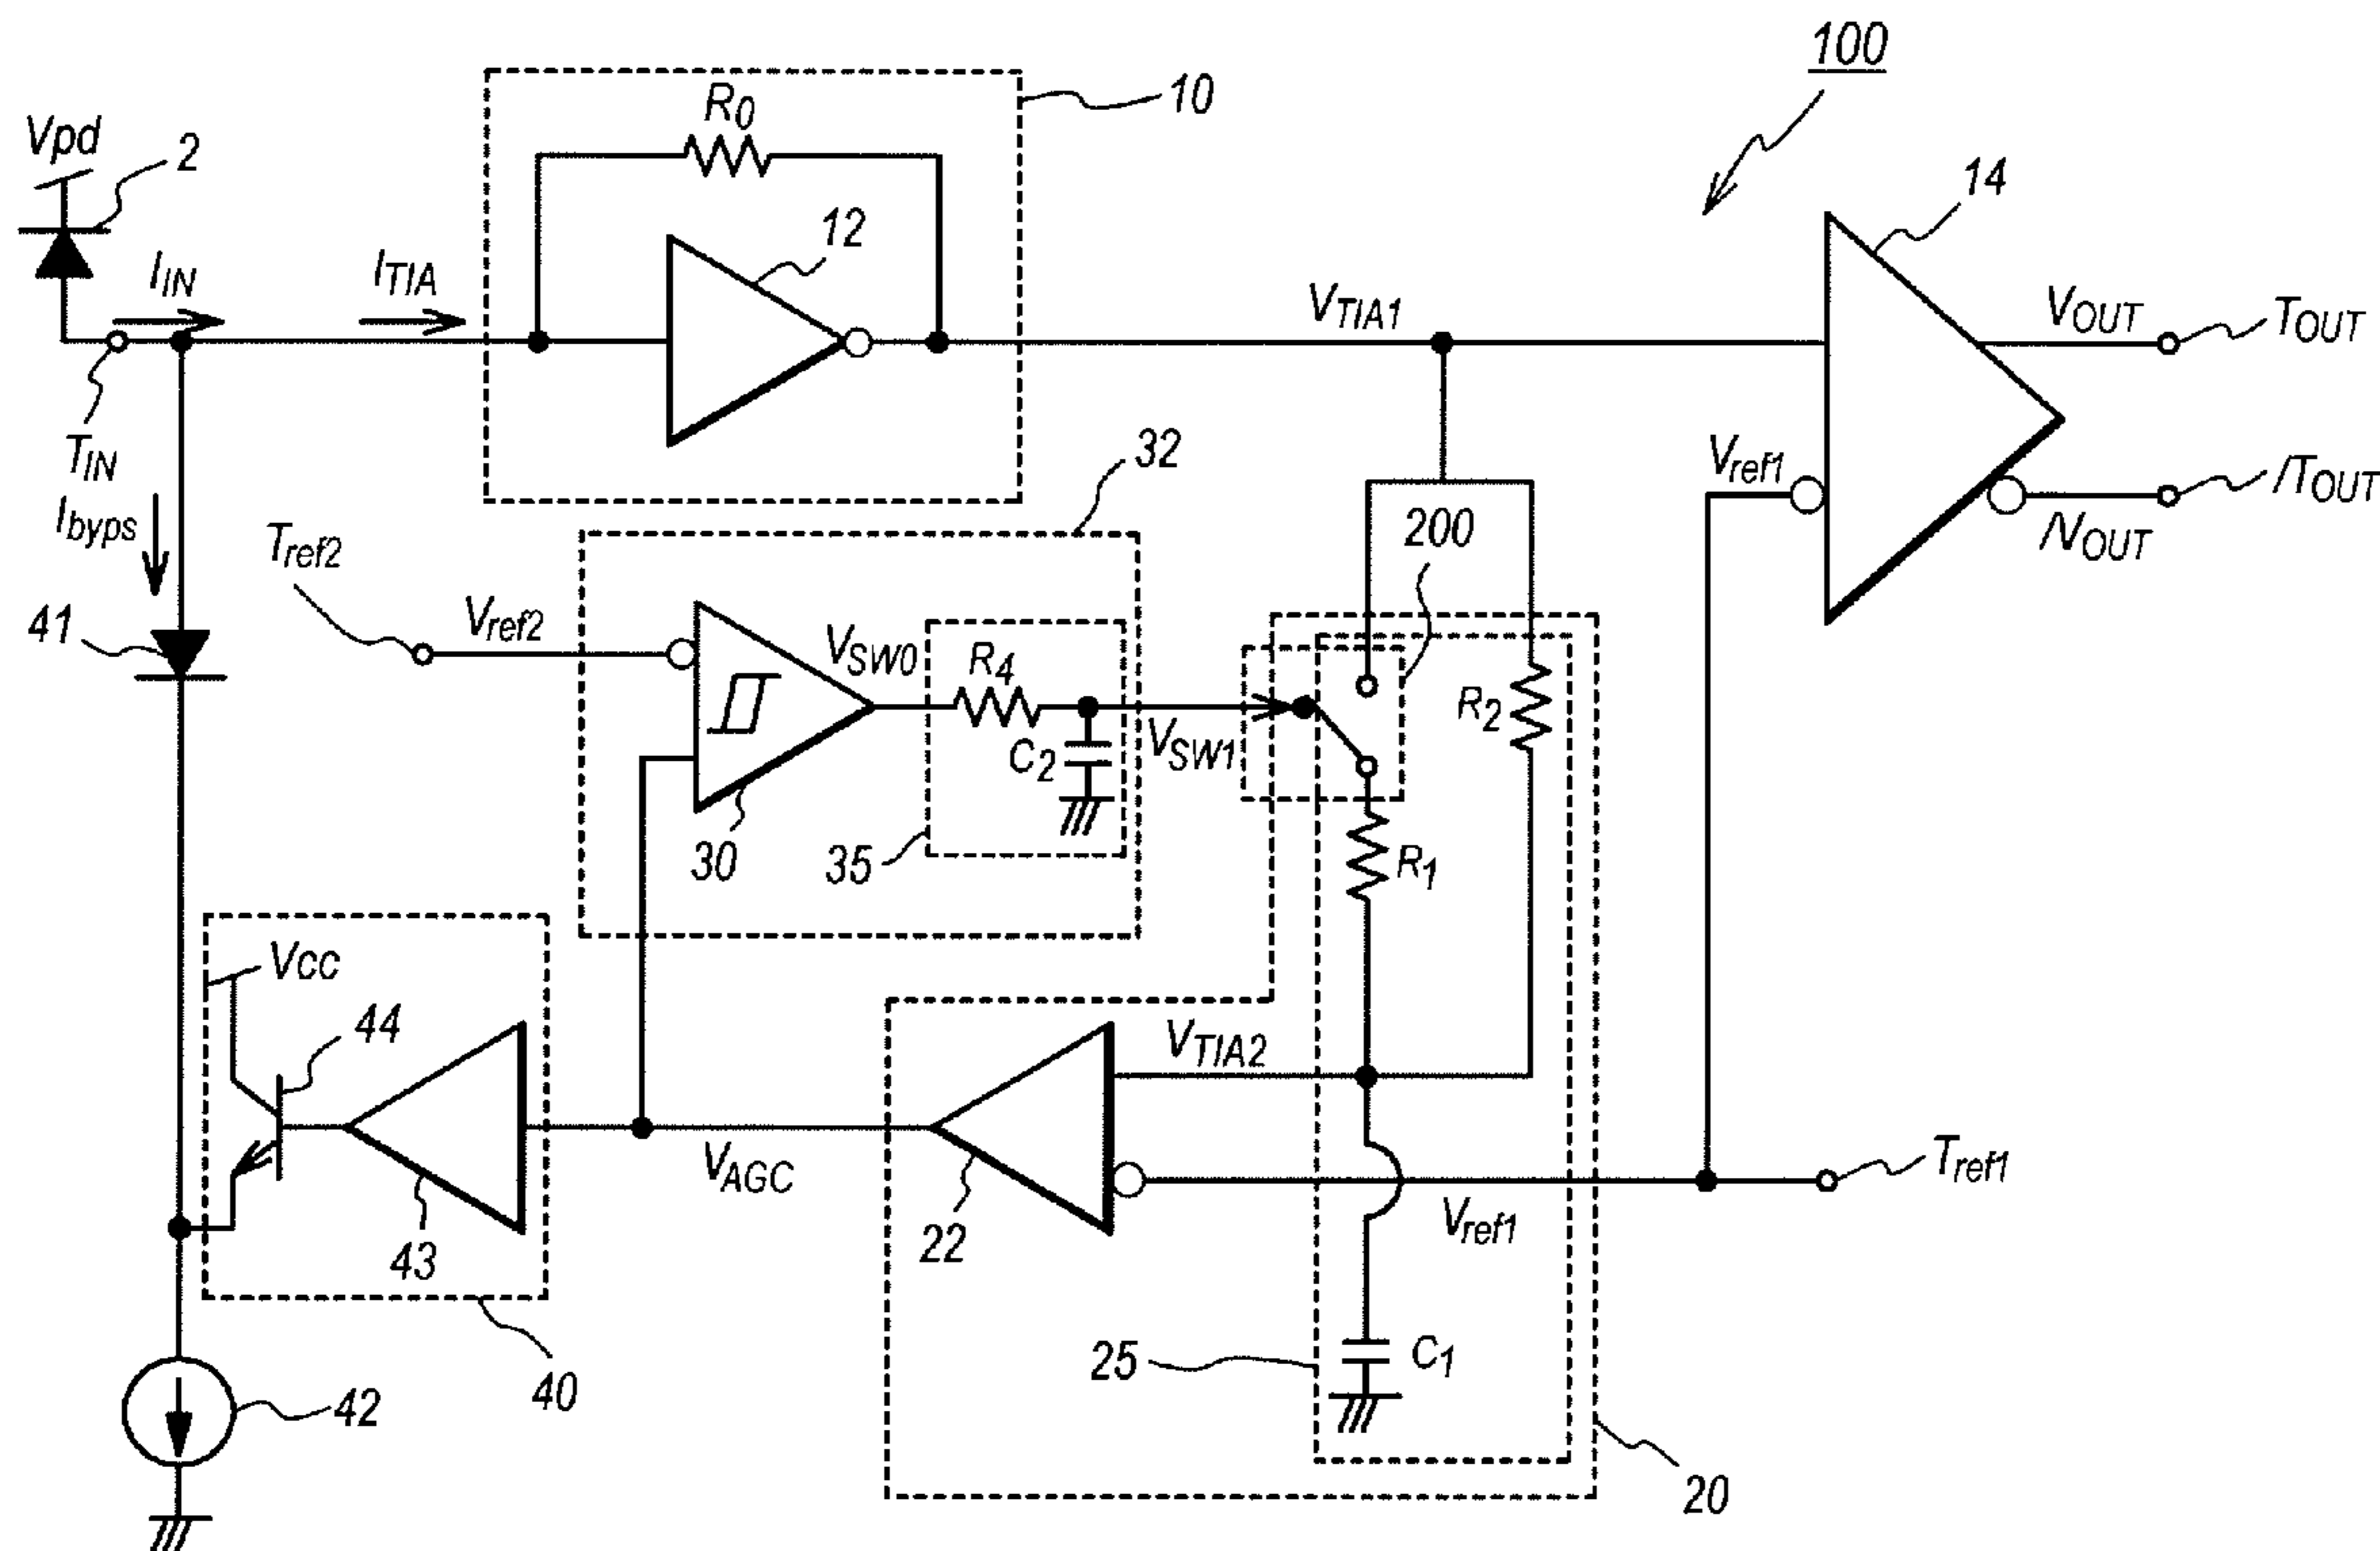 100
Vpd
2
R0
10
12
14
IIN
ITIA
VTIA1
VOUT
TOUT
TIN
32
Vref1
/TOUT
Ibyps
Tref2
200
/VOUT
41
Vref2
VSW0
R4
R2
C2
VSW1
30
35
R1
Vcc
44
VTIA2
VAGC
Tref1
43
22
Vref1
25
C1
42
40
20